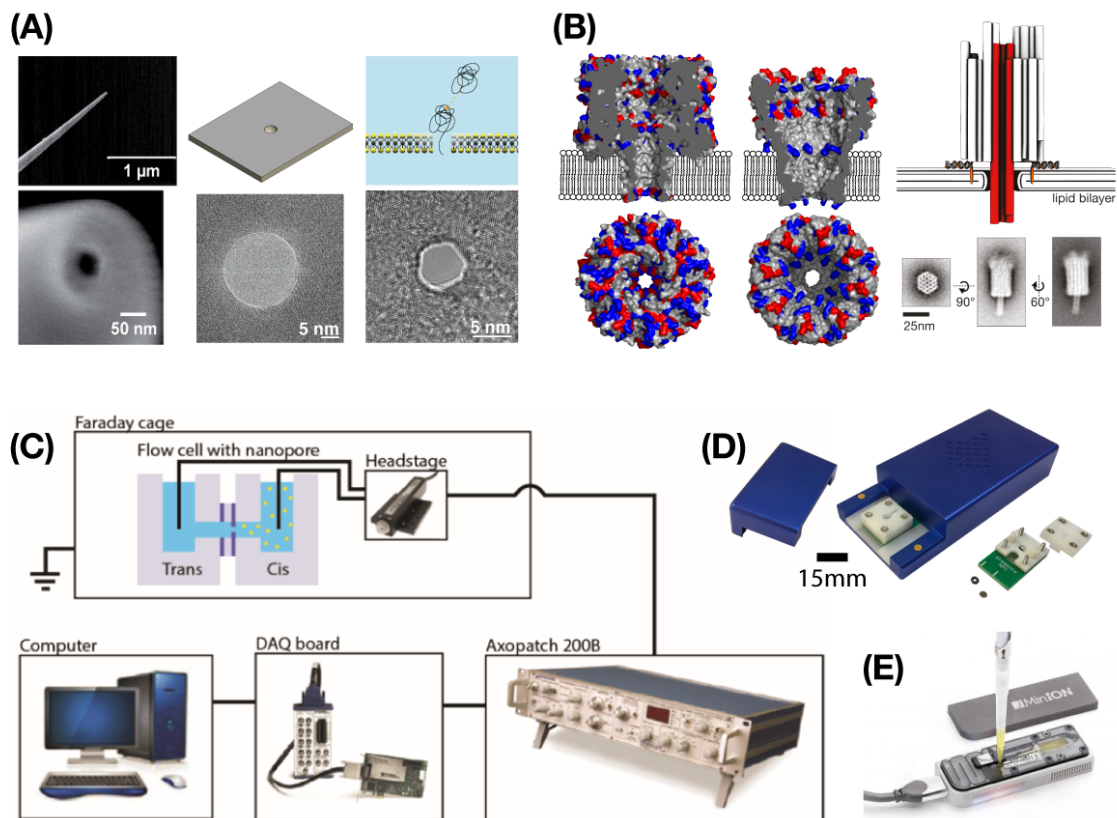 (A)
1 µm
50 nm
5 nm
5 nm
(B)
lipid bilayer
90°
60°
25nm
(C)
Faraday cage
Flow cell with nanopore
Headstage
Trans
Cis
Computer
DAQ board
Axopatch 200B
(D)
15mm
(E)
MinION